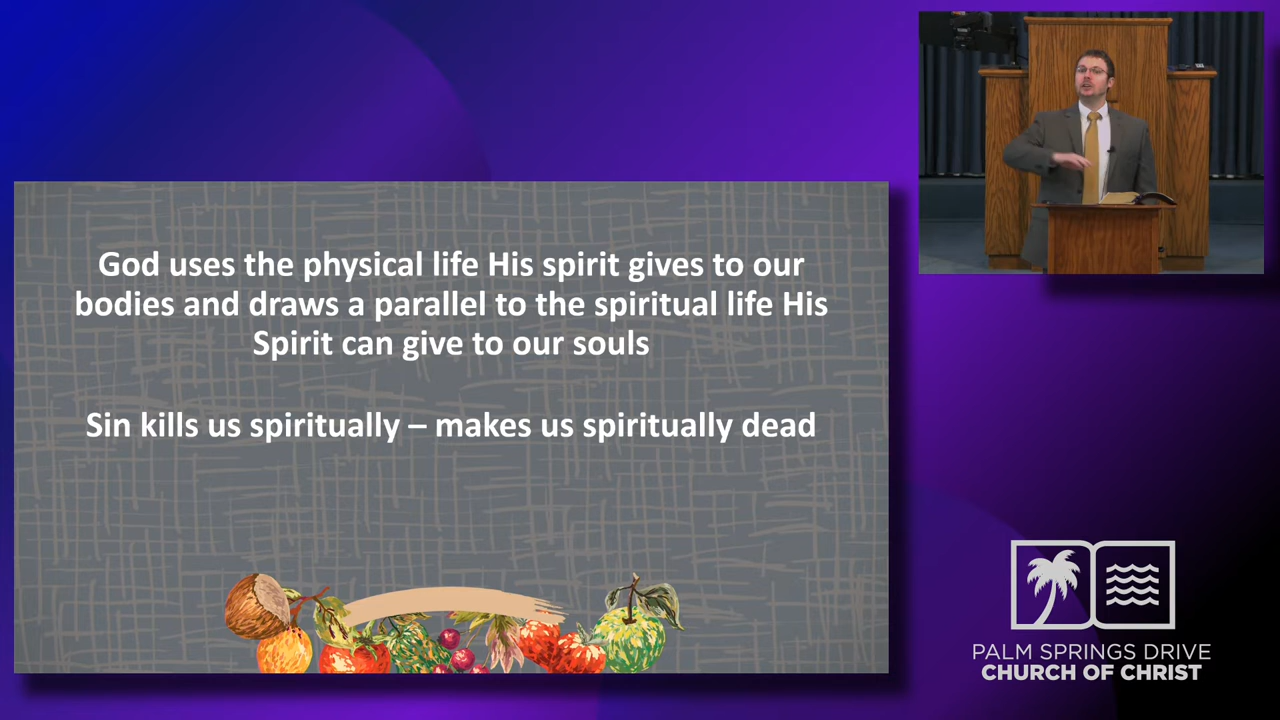 God uses the physical life His spirit gives to our
bodies and draws a parallel to the spiritual life His
Spirit can give to our souls
Sin kills us spiritually – makes us spiritually dead
PALM SPRINGS DRIVE
CHURCH OF CHRIST